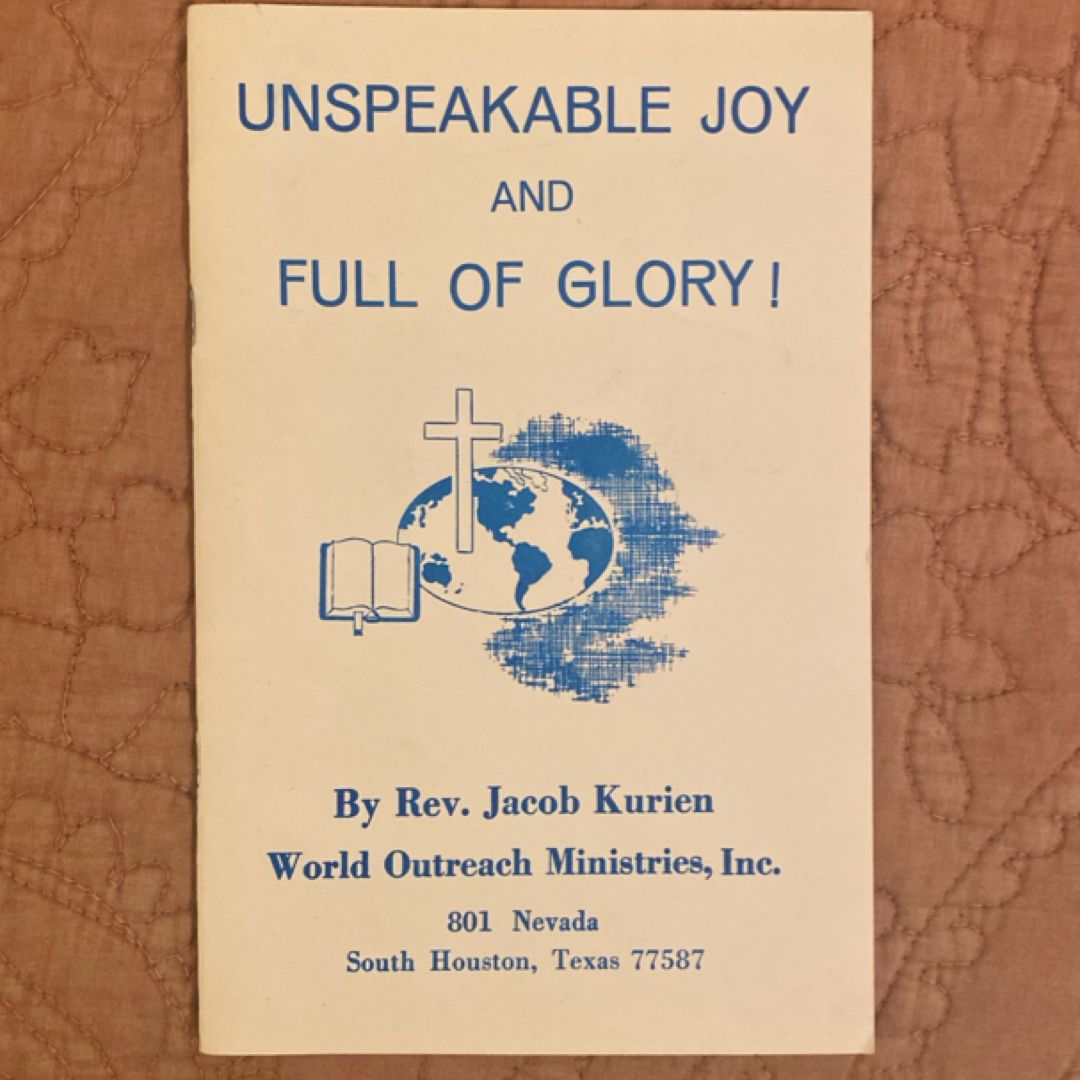 UNSPEAKABLE JOY
AND
FULL OF GLORY!
By Rev. Jacob Kurien
World Outreach Ministries, Inc.
801 Nevada
South Houston, Texas 77587